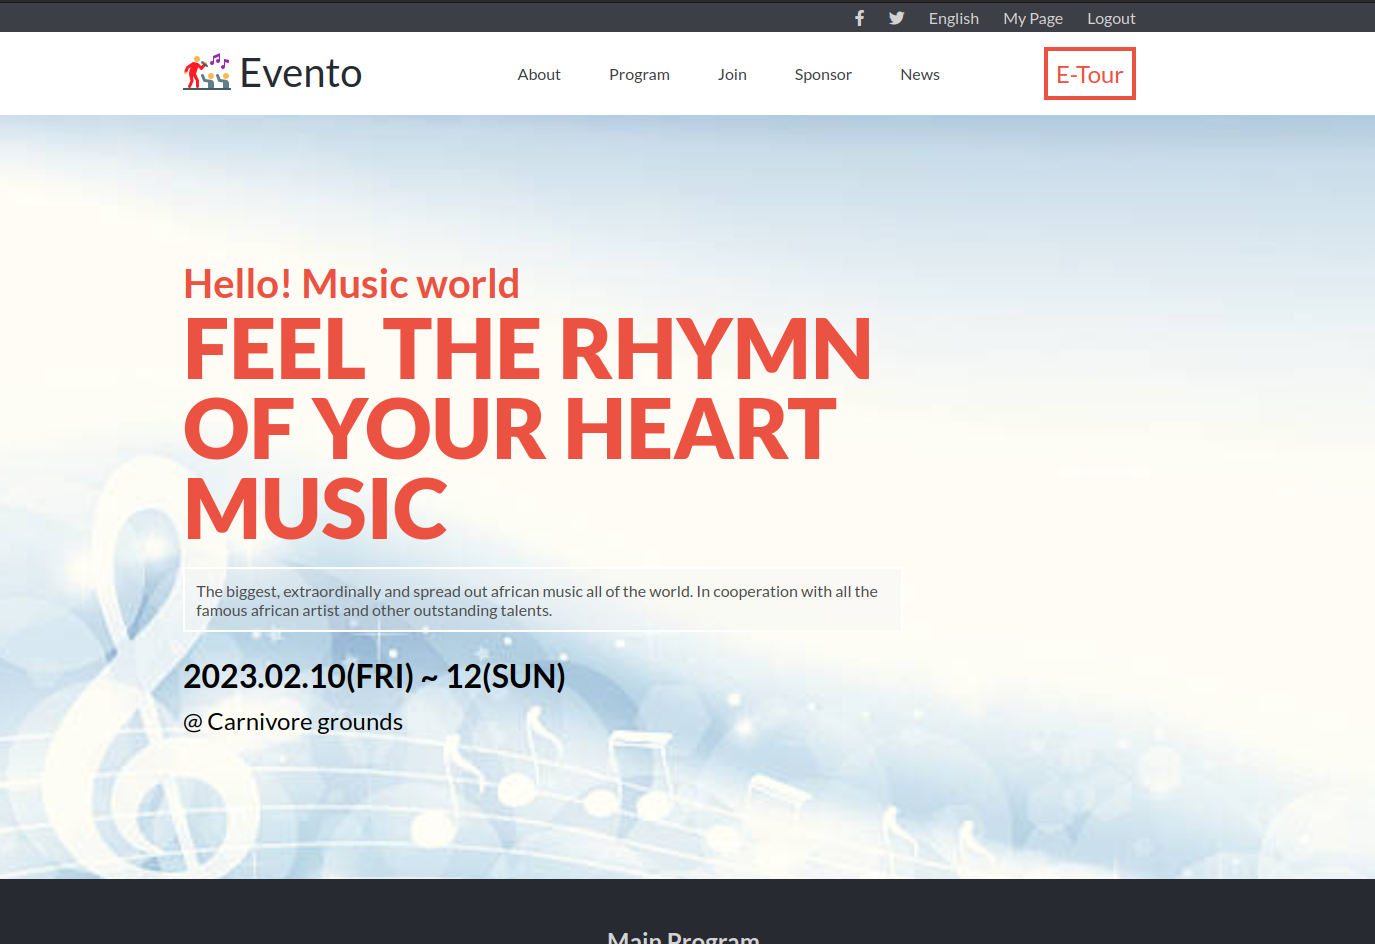 English My Page Logout
Evento
About Program Join Sponsor News
E-Tour
Hello! Music world
FEEL THE RHYMN
OF YOUR HEART
MUSIC
The biggest, extraordinally and spread out african music all of the world. In cooperation with all the
famous african artist and other outstanding talents.
2023.02.10(FRI) ~ 12(SUN)
@ Carnivore grounds
Main Program